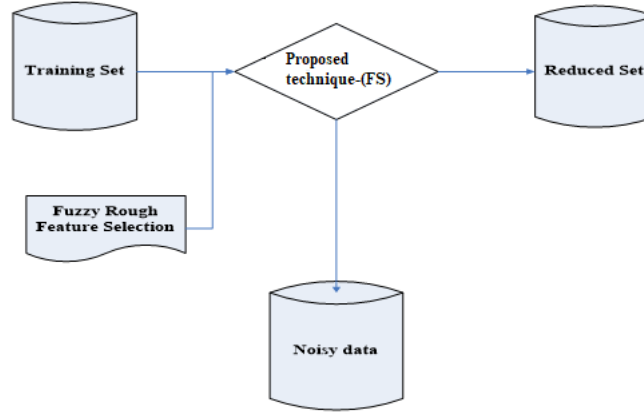 Training Set
Proposed
technique-(FS)
Reduced Set
Fuzzy Rough
Feature Selection
Noisy data